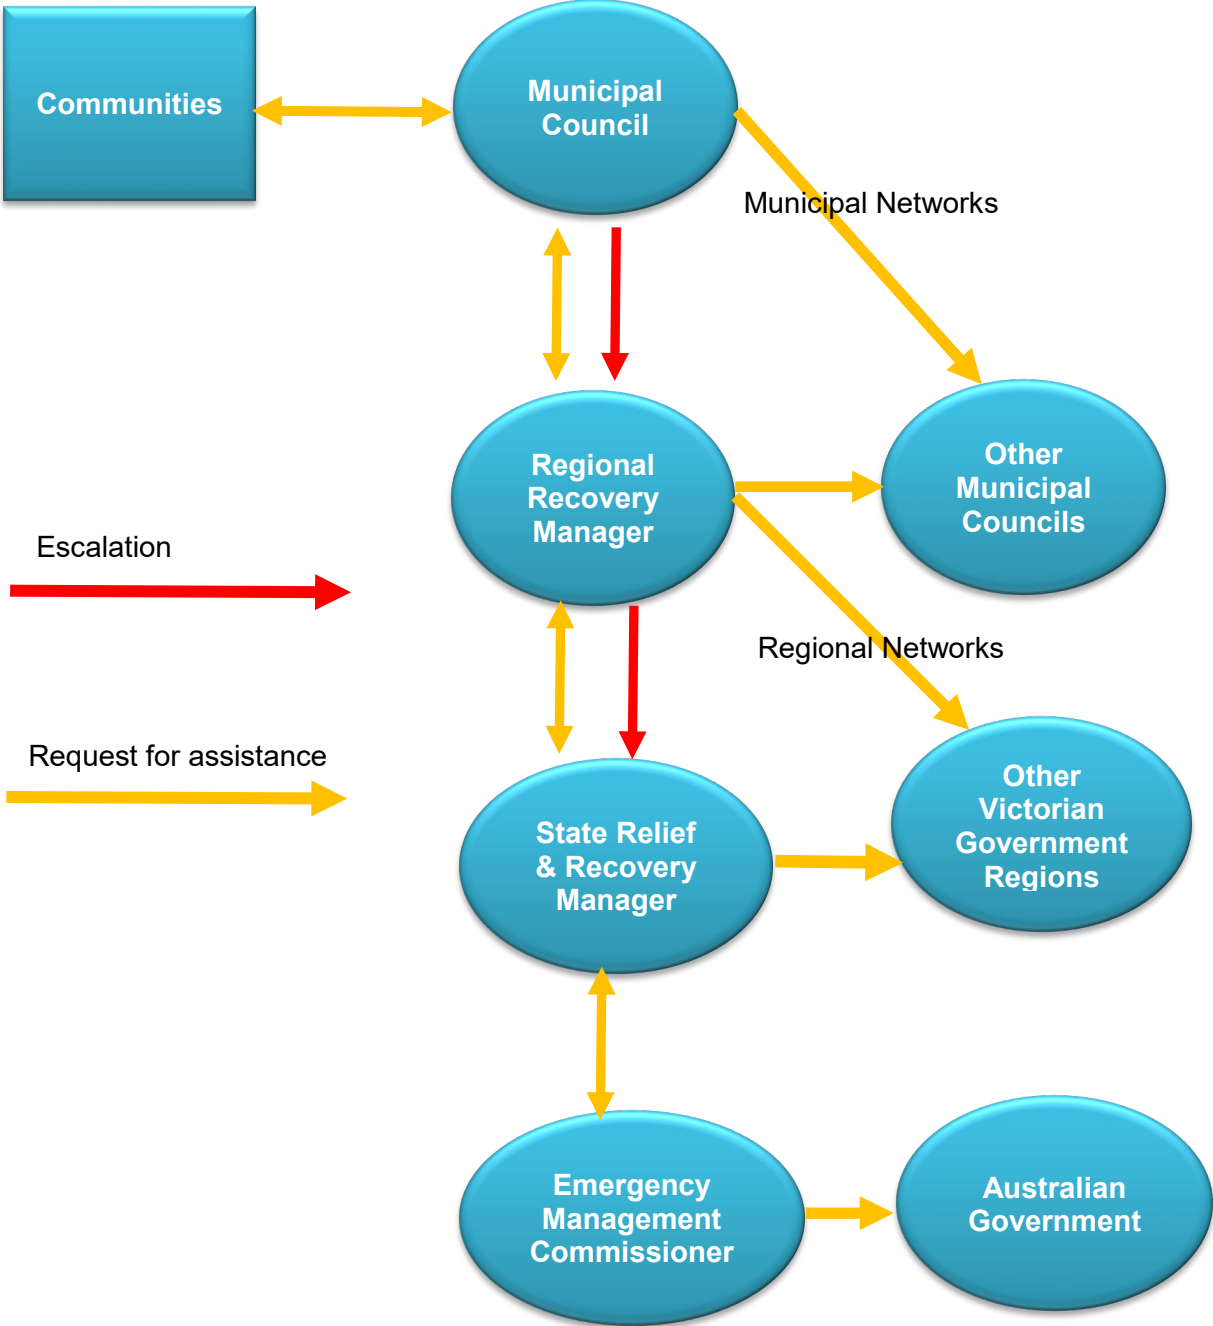 Communities
Municipal
Council
Municipal Networks
Regional
Recovery
Manager
Other
Municipal
Councils
Escalation
Regional Networks
Request for assistance
State Relief
& Recovery
Manager
Other
Victorian
Government
Regions
Emergency
Management
Commissioner
Australian
Government